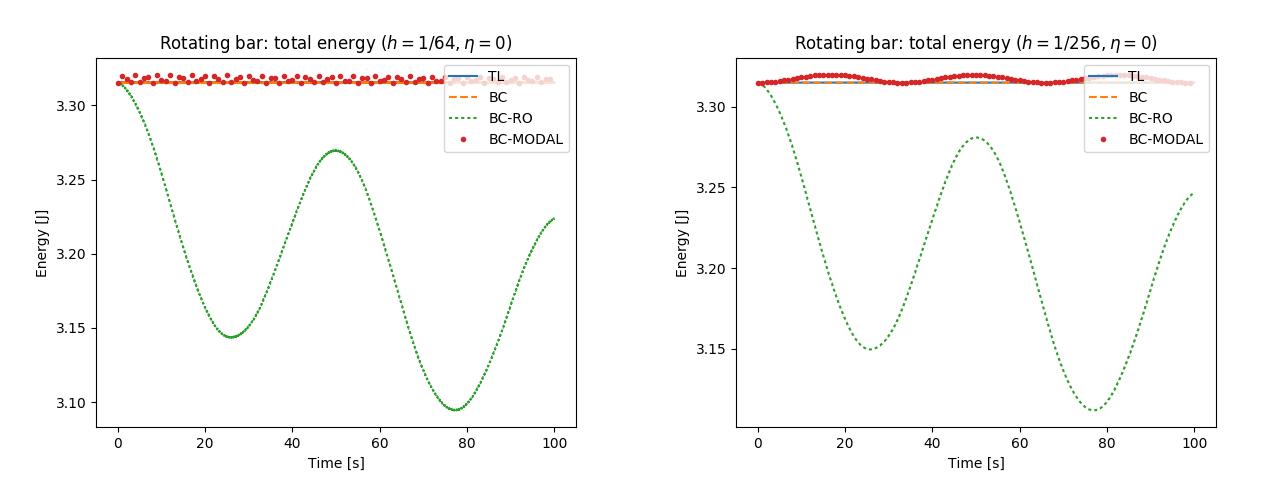 Rotating bar: total energy (h = 1/64, η = 0)
3.30
3.25
3.20
3.15
3.10
Energy [J]
0 20 40 60 80 100
Time [s]
TL
BC
BC-RO
BC-MODAL
Rotating bar: total energy (h = 1/256, η = 0)
3.30
3.25
3.20
3.15
Energy [J]
0 20 40 60 80 100
Time [s]
TL
BC
BC-RO
BC-MODAL